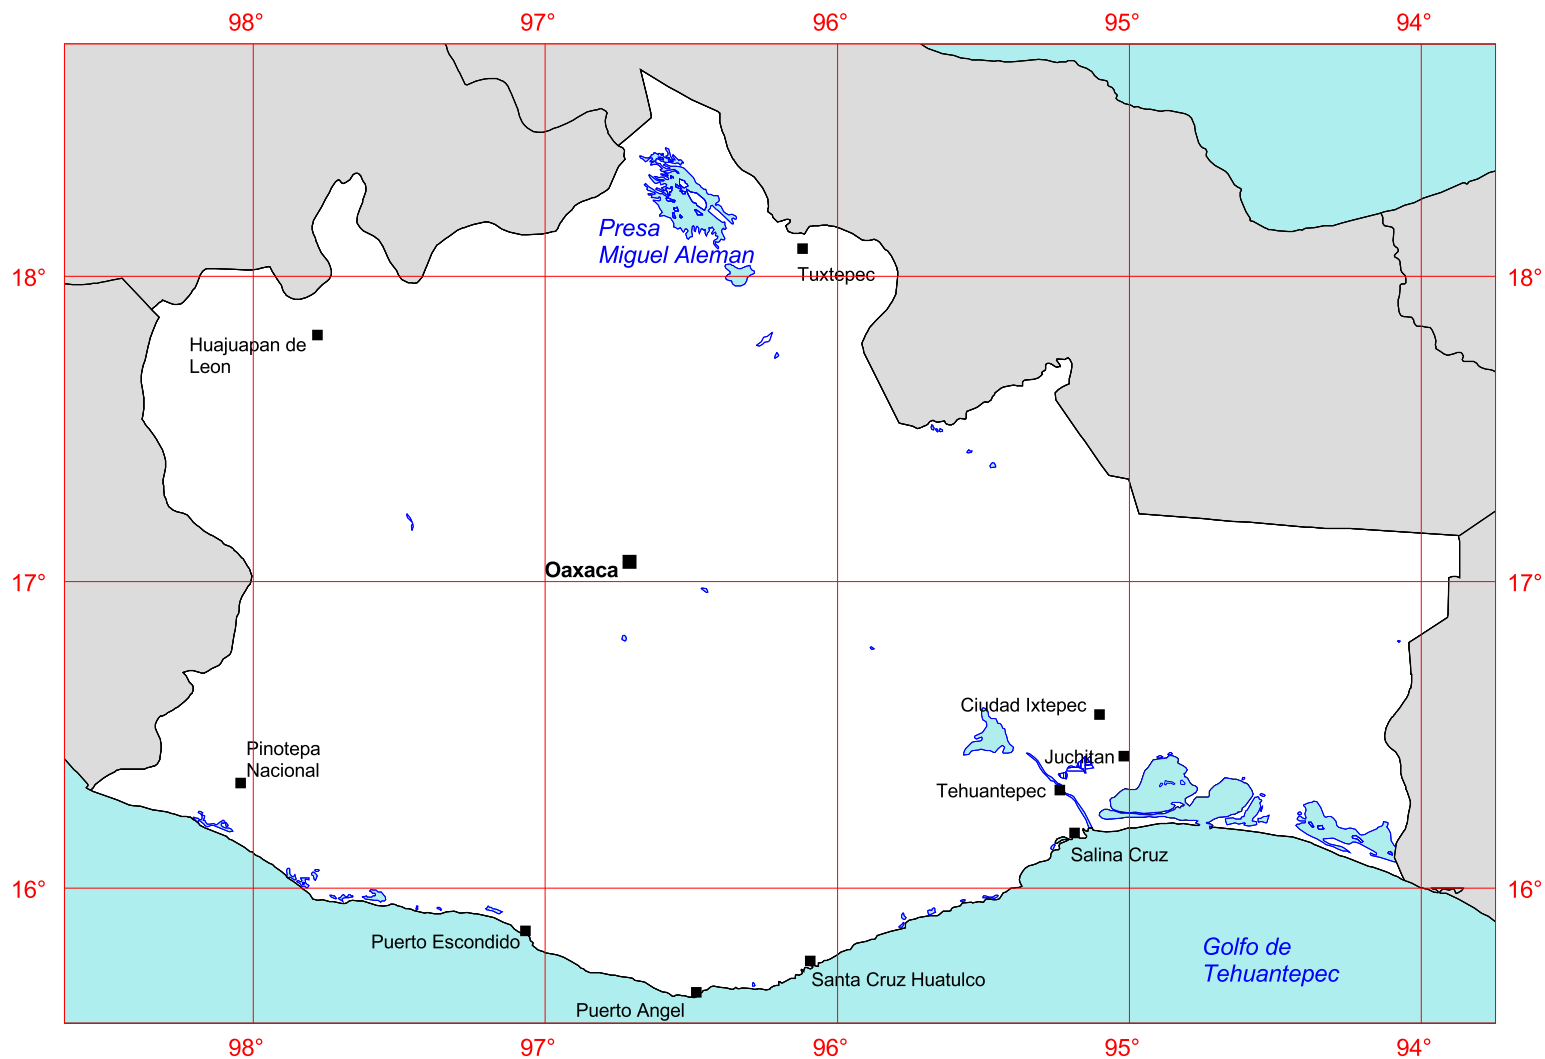 98°
97°
96°
95°
94°
Presa
Miguel Aleman
18°
Tuxtepec
18°
Huajuapan de
Leon
Oaxaca
17°
17°
Ciudad Ixtepec
Pinotepa
Nacional
Juchitan
Tehuantepec
Salina Cruz
16°
16°
Puerto Escondido
Golfo de
Tehuantepec
Santa Cruz Huatulco
Puerto Angel
98°
97°
96°
95°
94°